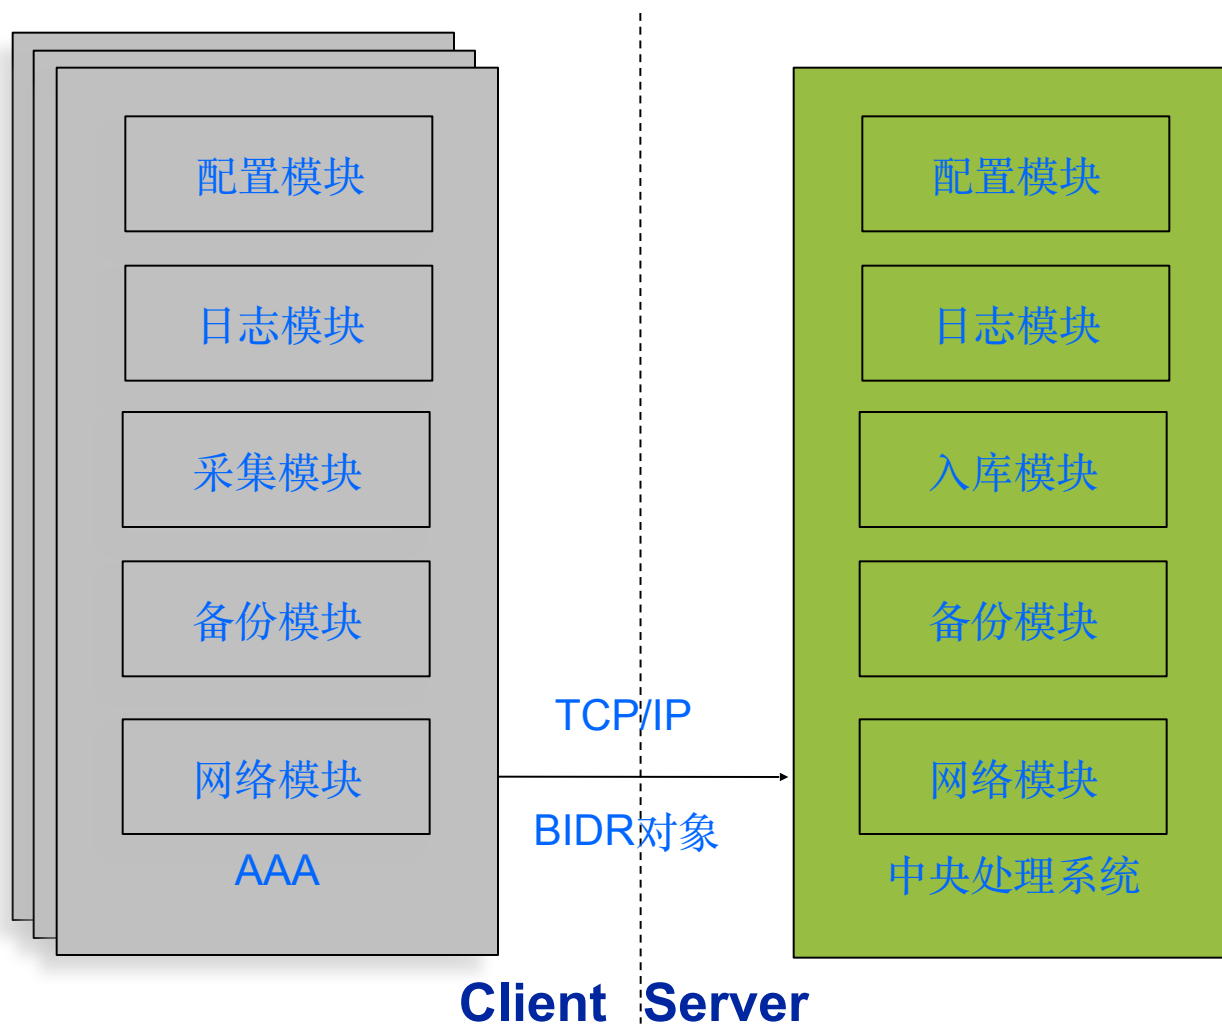 配置模块
日志模块
采集模块
备份模块
网络模块
AAA
TCP/IP
BIDR对象
配置模块
日志模块
入库模块
备份模块
网络模块
中央处理系统
Client
Server